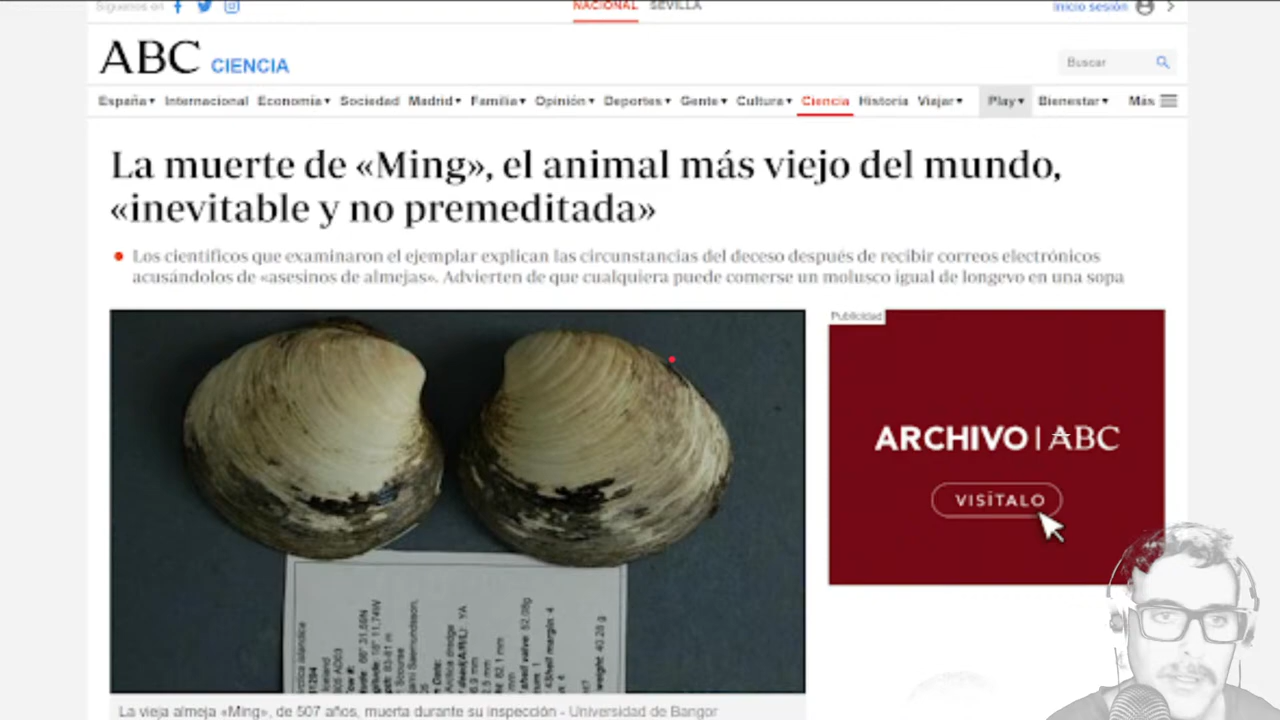 Síguenos en
NACIONAL SEVILLA
Inicio sesión
ABC CIENCIA
Buscar
España Internacional Economía Sociedad Madrid Familia Opinión Deportes Gente Cultura Ciencia Historia Viajar Play Bienestar Más
La muerte de «Ming», el animal más viejo del mundo,
«inevitable y no premeditada»
Los científicos que examinaron el ejemplar explican las circunstancias del deceso después de recibir correos electrónicos
acusándolos de «asesinos de almejas». Advierten de que cualquiera puede comerse un molusco igual de longevo en una sopa
Publicidad
ARCHIVO | ABC
VISÍTALO
La vieja almeja «Ming», de 507 años, muerta durante su inspección - Universidad de Bangor